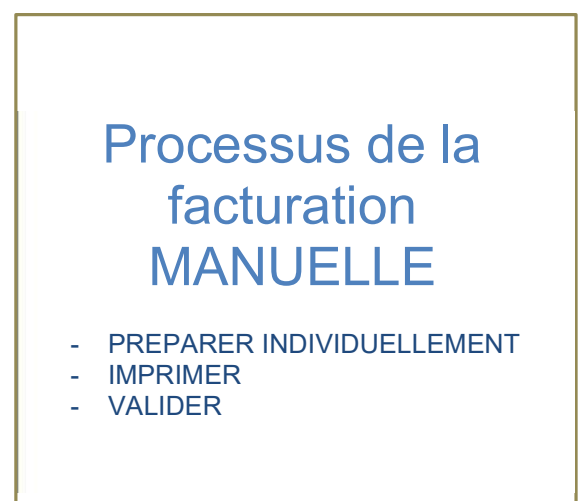 Processus de la
facturation
MANUELLE
- PREPARER INDIVIDUELLEMENT
- IMPRIMER
- VALIDER